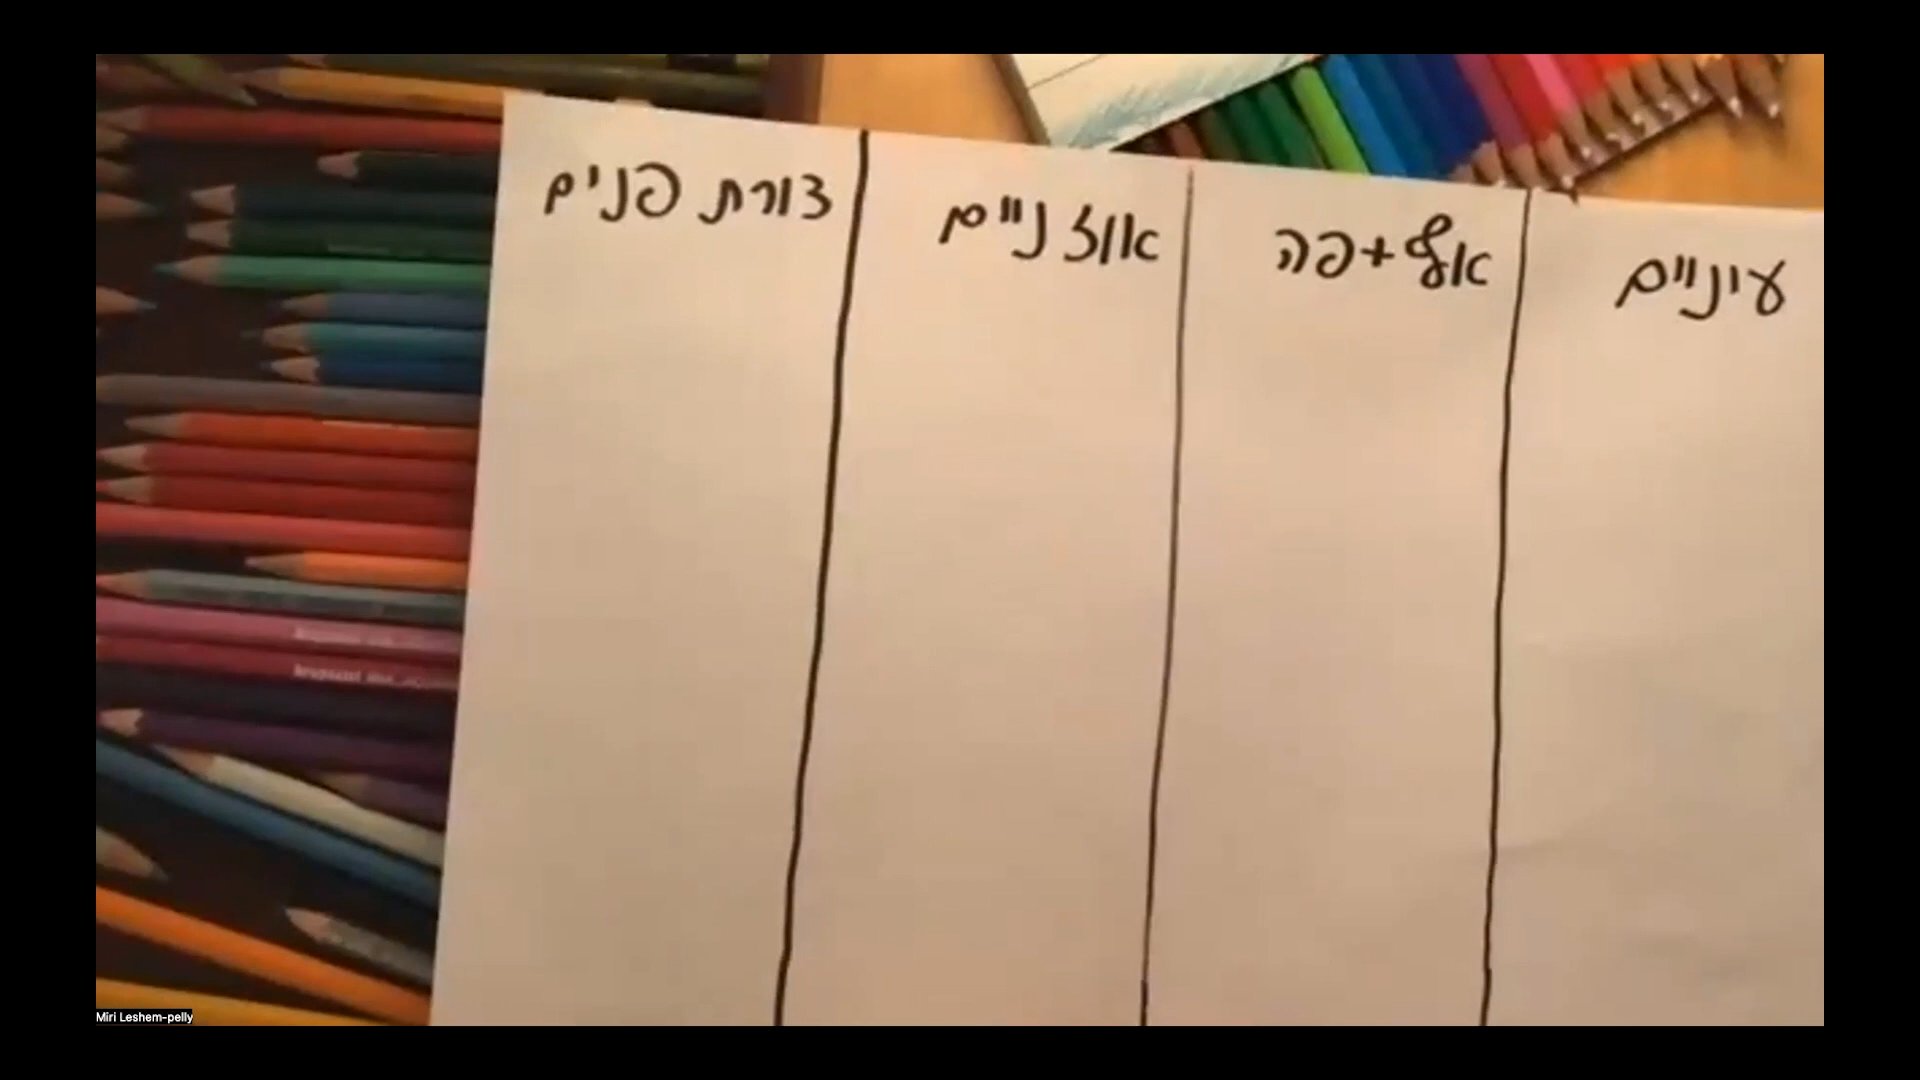 עיניים
אף+פה
אוזניים
צורת פנים
Miri Leshem-pelly